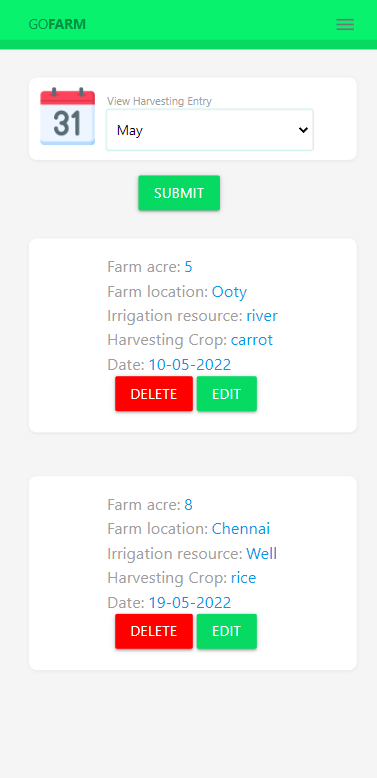 GOFARM
31
View Harvesting Entry
May
SUBMIT
Farm acre: 5
Farm location: Ooty
Irrigation resource: river
Harvesting Crop: carrot
Date: 10-05-2022
DELETE EDIT
Farm acre: 8
Farm location: Chennai
Irrigation resource: Well
Harvesting Crop: rice
Date: 19-05-2022
DELETE EDIT